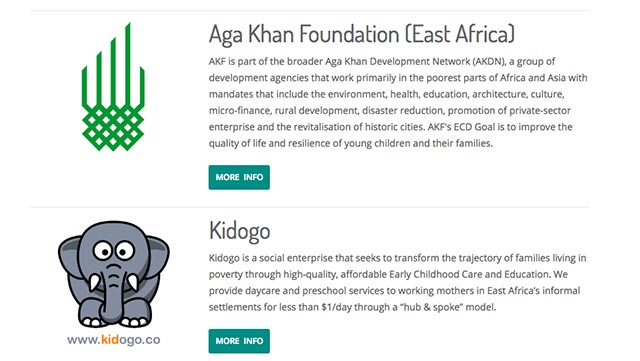 Aga Khan Foundation (East Africa)
AKF is part of the broader Aga Khan Development Network (AKDN), a group of
development agencies that work primarily in the poorest parts of Africa and Asia with
mandates that include the environment, health, education, architecture, culture,
micro-finance, rural development, disaster reduction, promotion of private-sector
enterprise and the revitalisation of historic cities. AKF's ECD Goal is to improve the
quality of life and resilience of young children and their families.
MORE INFO
Kidogo
Kidogo is a social enterprise that seeks to transform the trajectory of families living in
poverty through high-quality, affordable Early Childhood Care and Education. We
provide daycare and preschool services to working mothers in East Africa's informal
settlements for less than $1/day through a "hub & spoke" model.
www.kidogo.co
MORE INFO